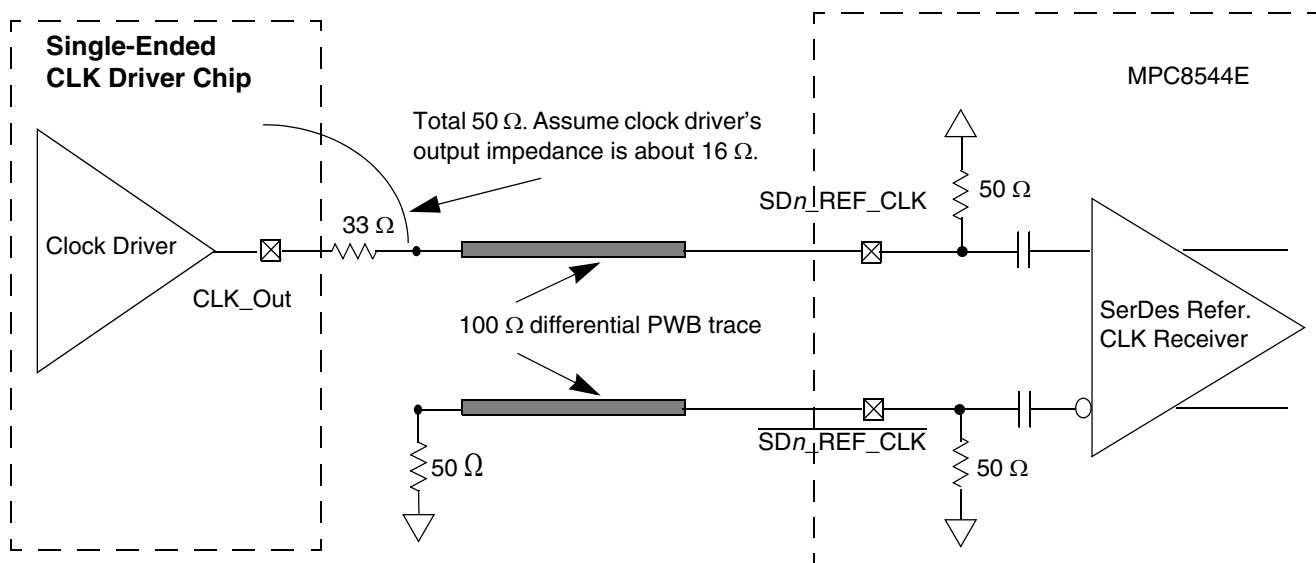 Single-Ended
CLK Driver Chip
MPC8544E
Total 50 Ω. Assume clock driver’s
output impedance is about 16 Ω.
50 Ω
SDn_REF_CLK
33 Ω
Clock Driver
CLK_Out
100 Ω differential PWB trace
SerDes Refer.
CLK Receiver
SDn_REF_CLK
50 Ω
50 Ω